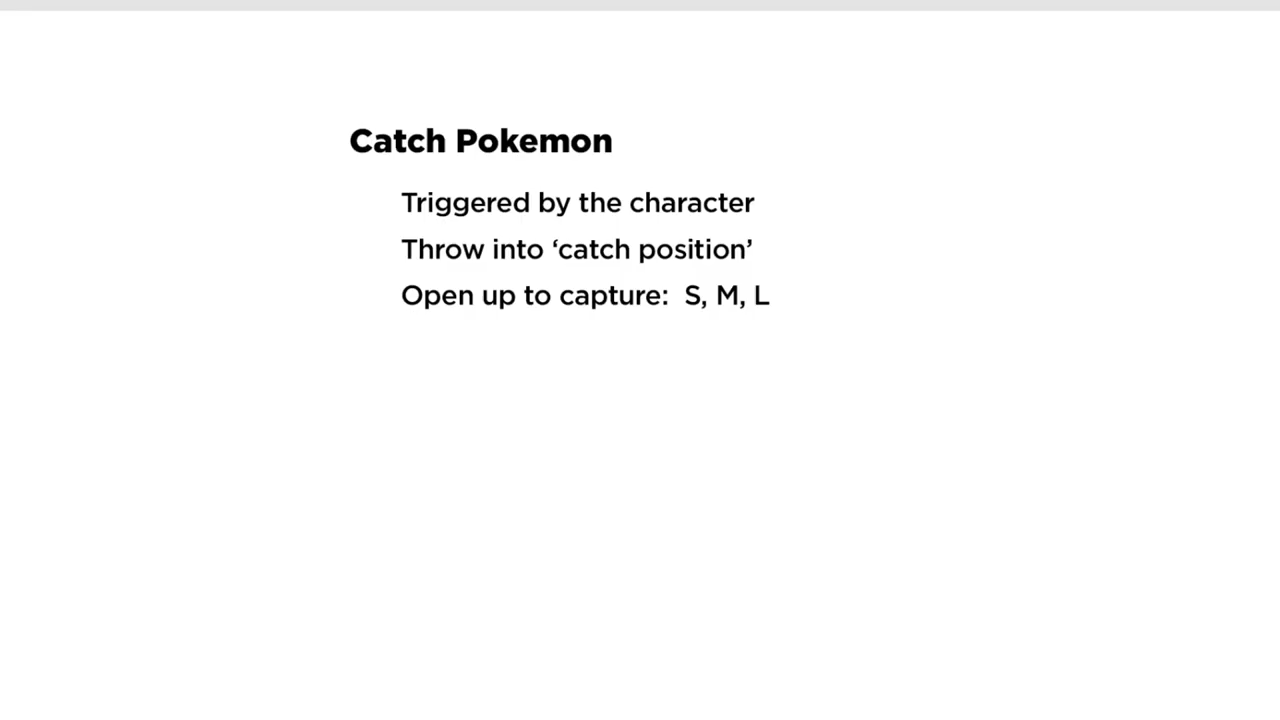 Catch Pokemon
Triggered by the character
Throw into ‘catch position’
Open up to capture:  S, M, L